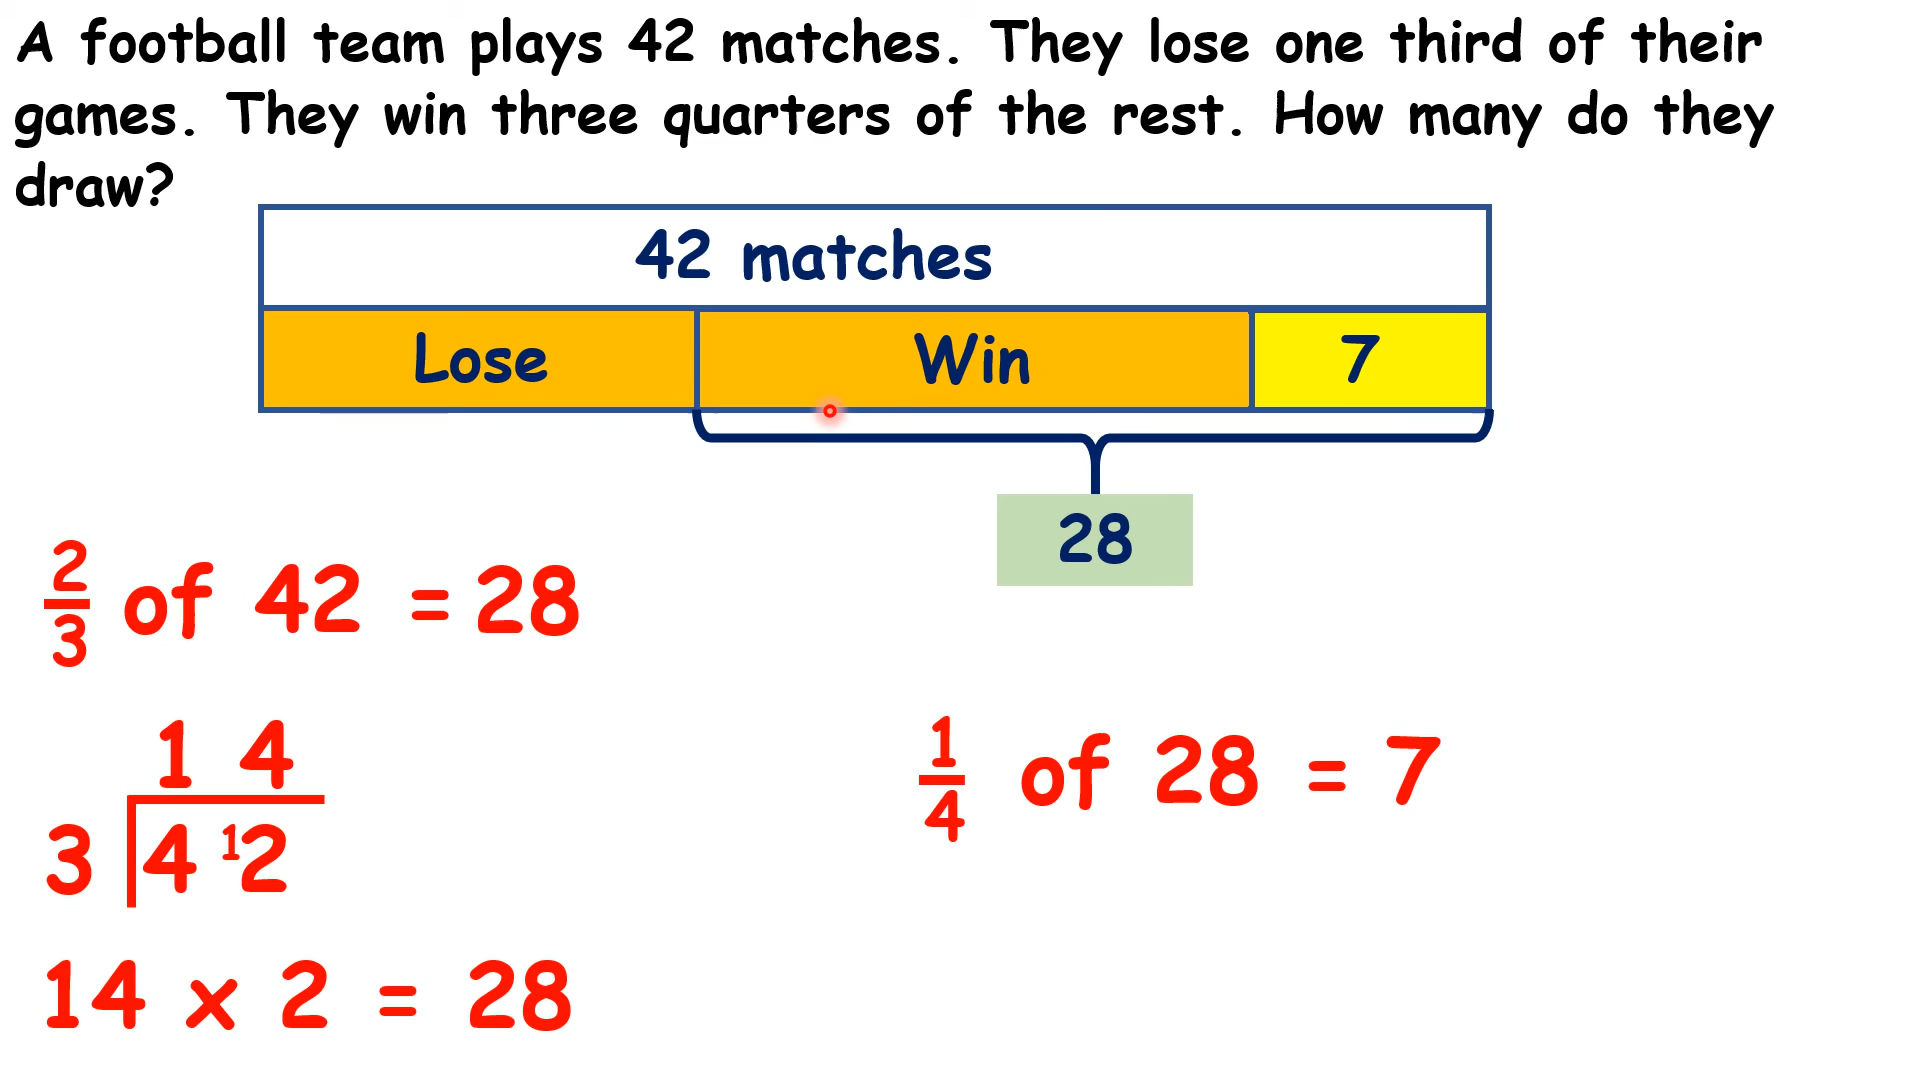 A football team plays 42 matches. They lose one third of their
games. They win three quarters of the rest. How many do they
draw?
42 matches
Lose Win 7
28
2/3 of 42 = 28
1 4
3 4 12
14 x 2 = 28
1/4 of 28 = 7